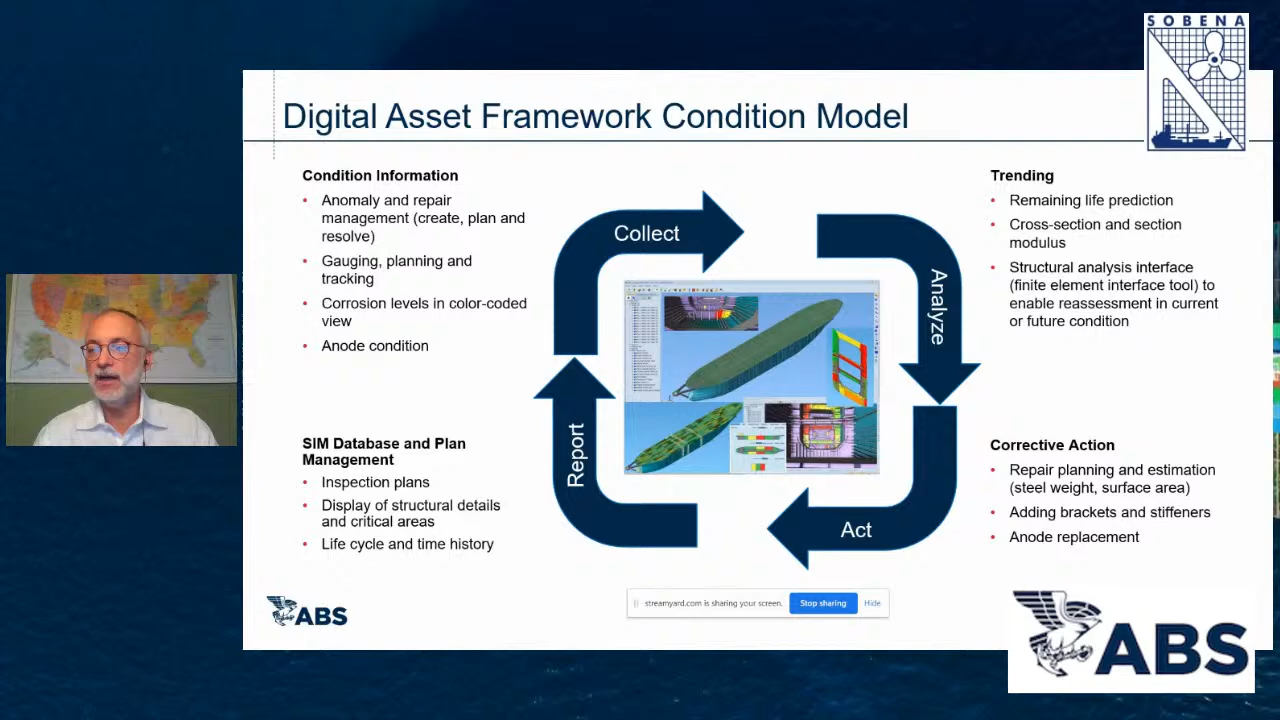 SOBENA
Digital Asset Framework Condition Model
Condition Information
• Anomaly and repair
management (create, plan and
resolve)
• Gauging, planning and
tracking
• Corrosion levels in color-coded
view
• Anode condition
SIM Database and Plan
Management
• Inspection plans
• Display of structural details
and critical areas
• Life cycle and time history
Collect
Analyze
Act
Report
Trending
• Remaining life prediction
• Cross-section and section
modulus
• Structural analysis interface
(finite element interface tool) to
enable reassessment in current
or future condition
Corrective Action
• Repair planning and estimation
(steel weight, surface area)
• Adding brackets and stiffeners
• Anode replacement
ABS
streamyard.com is sharing your screen.
Stop sharing
Hide
ABS